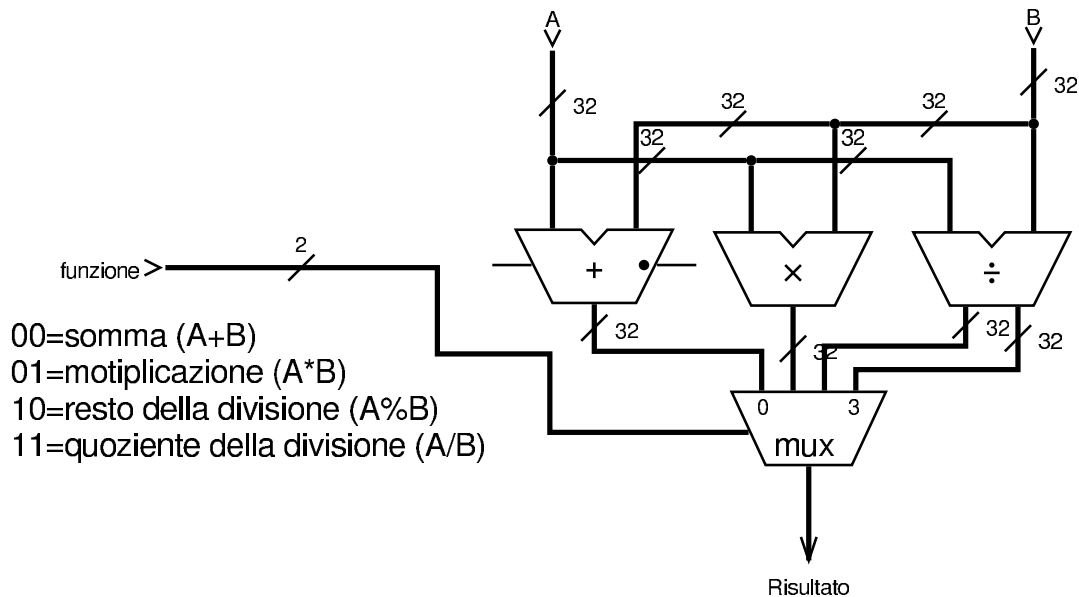 A
B
32
32
32
32
32
32
+
×
÷
2
funzione
32
32
32
32
00=somma (A+B)
01=motiplicazione (A*B)
10=resto della divisione (A%B)
11=quoziente della divisione (A/B)
0
3
mux
Risultato